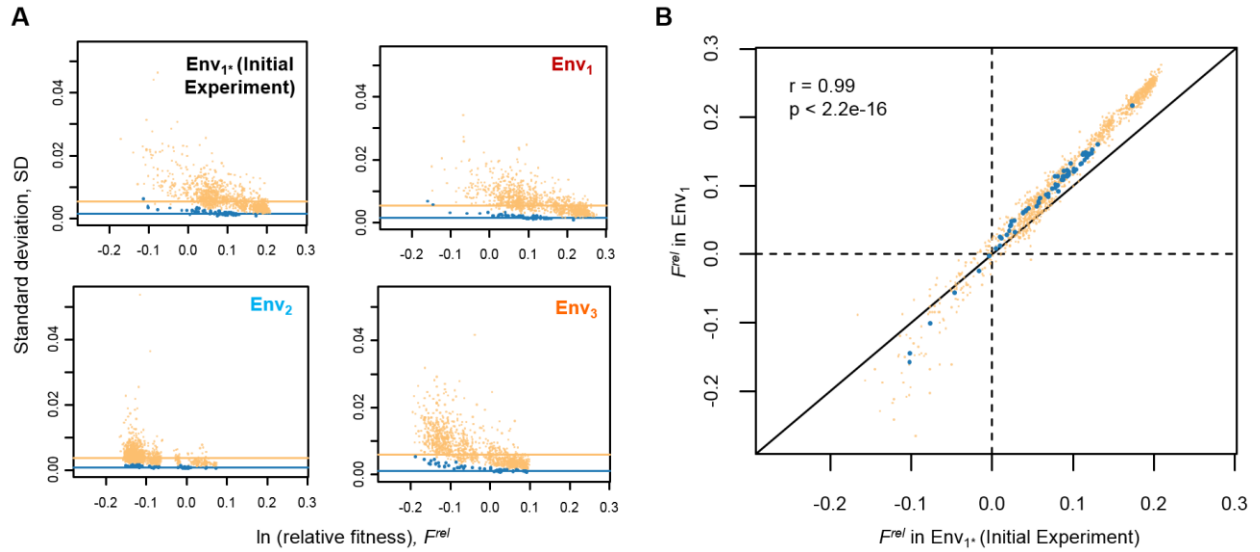 A
B
Env1* (Initial
Experiment)
Env1
0.04
0.02
0.00
-0.2 -0.1 0.0 0.1 0.2 0.3
0.04
0.02
0.00
-0.2 -0.1 0.0 0.1 0.2 0.3
Env2
Env3
0.04
0.02
0.00
-0.2 -0.1 0.0 0.1 0.2 0.3
0.04
0.02
0.00
-0.2 -0.1 0.0 0.1 0.2 0.3
Standard deviation, SD
ln (relative fitness), Frel
r = 0.99
p < 2.2e-16
0.3
0.2
0.1
0.0
-0.1
-0.2
-0.2 -0.1 0.0 0.1 0.2 0.3
Frel in Env1
Frel in Env1* (Initial Experiment)